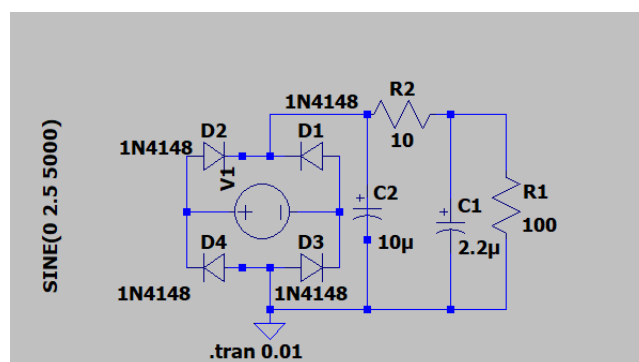 SINE(0 2.5 5000)
1N4148
R2
10
1N4148
D2
D1
V1
+
+
C2
10µ
+
C1
2.2µ
R1
100
D4
D3
1N4148
1N4148
.tran 0.01